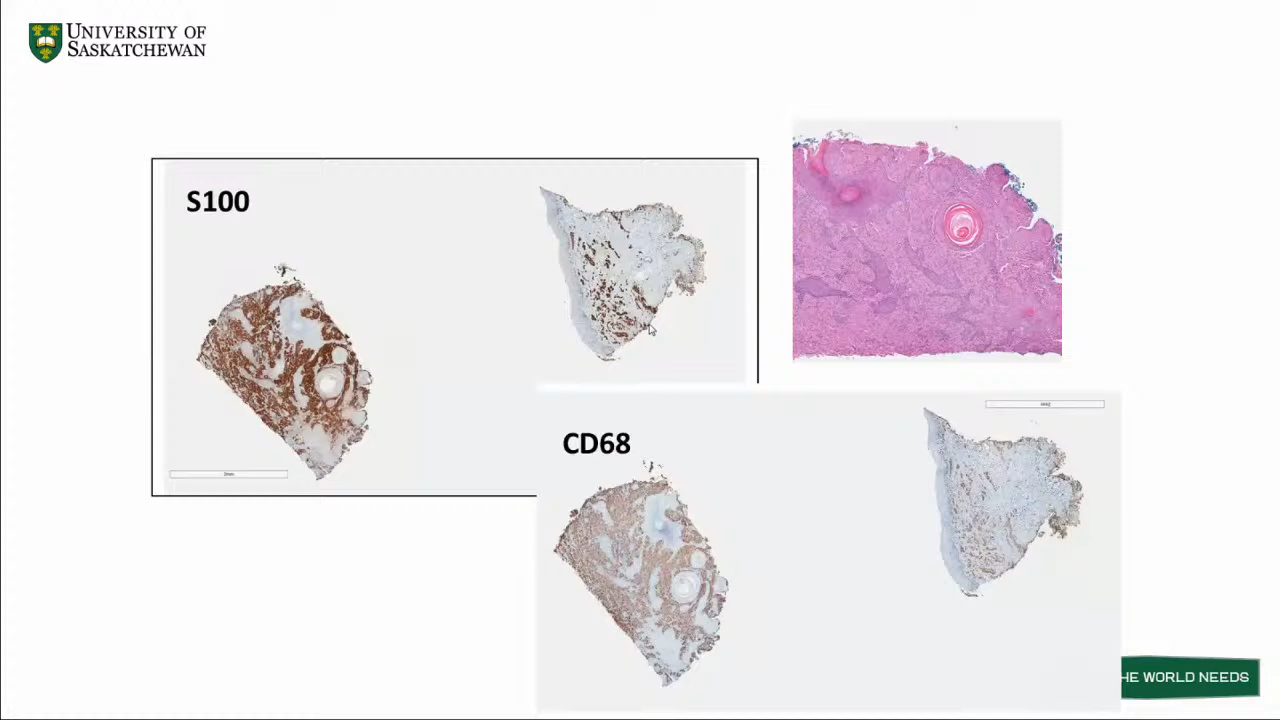 UNIVERSITY OF
SASKATCHEWAN
S100
CD68
HE WORLD NEEDS